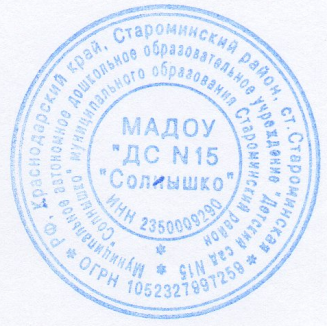 РФ, Краснодарский край, Староминский район, ст.Староминская
* ОГРН 1052327997259 *
Муниципальное автономное дошкольное образовательное учреждение "Детский сад N15
"Солнышко" муниципального образования Староминский район
МАДОУ
"ДС N15
"Солнышко"
ИНН 2350009290